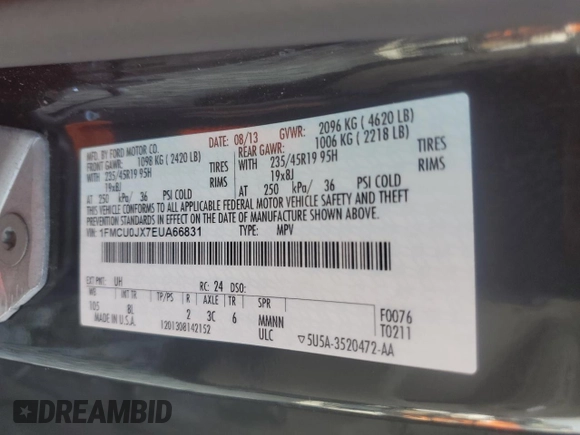 MFD. BY FORD MOTOR CO.
DATE: 08/13 GVWR: 2096 KG ( 4620 LB)
FRONT GAWR: 1098 KG ( 2420 LB)
REAR GAWR: 1006 KG ( 2218 LB)
WITH 235/45R19 95H TIRES
WITH 235/45R19 95H TIRES
19x8J RIMS
19x8J RIMS
AT 250 kPa/ 36 PSI COLD
AT 250 kPa/ 36 PSI COLD
THIS VEHICLE CONFORMS TO ALL APPLICABLE FEDERAL MOTOR VEHICLE SAFETY AND THEFT
PREVENTION STANDARDS IN EFFECT ON THE DATE OF MANUFACTURE SHOWN ABOVE.
VIN: 1FMCU0JX7EUA66831 TYPE: MPV
EXT PNT: UH RC: 24 DSO:
WB INT TR TP/PS R AXLE TR SPR F0076
105 BL 2 3C 6 MMNN T0211
MADE IN U.S.A. 1201308142152 ULC ▽5U5A-3520472-AA
DREAMBID